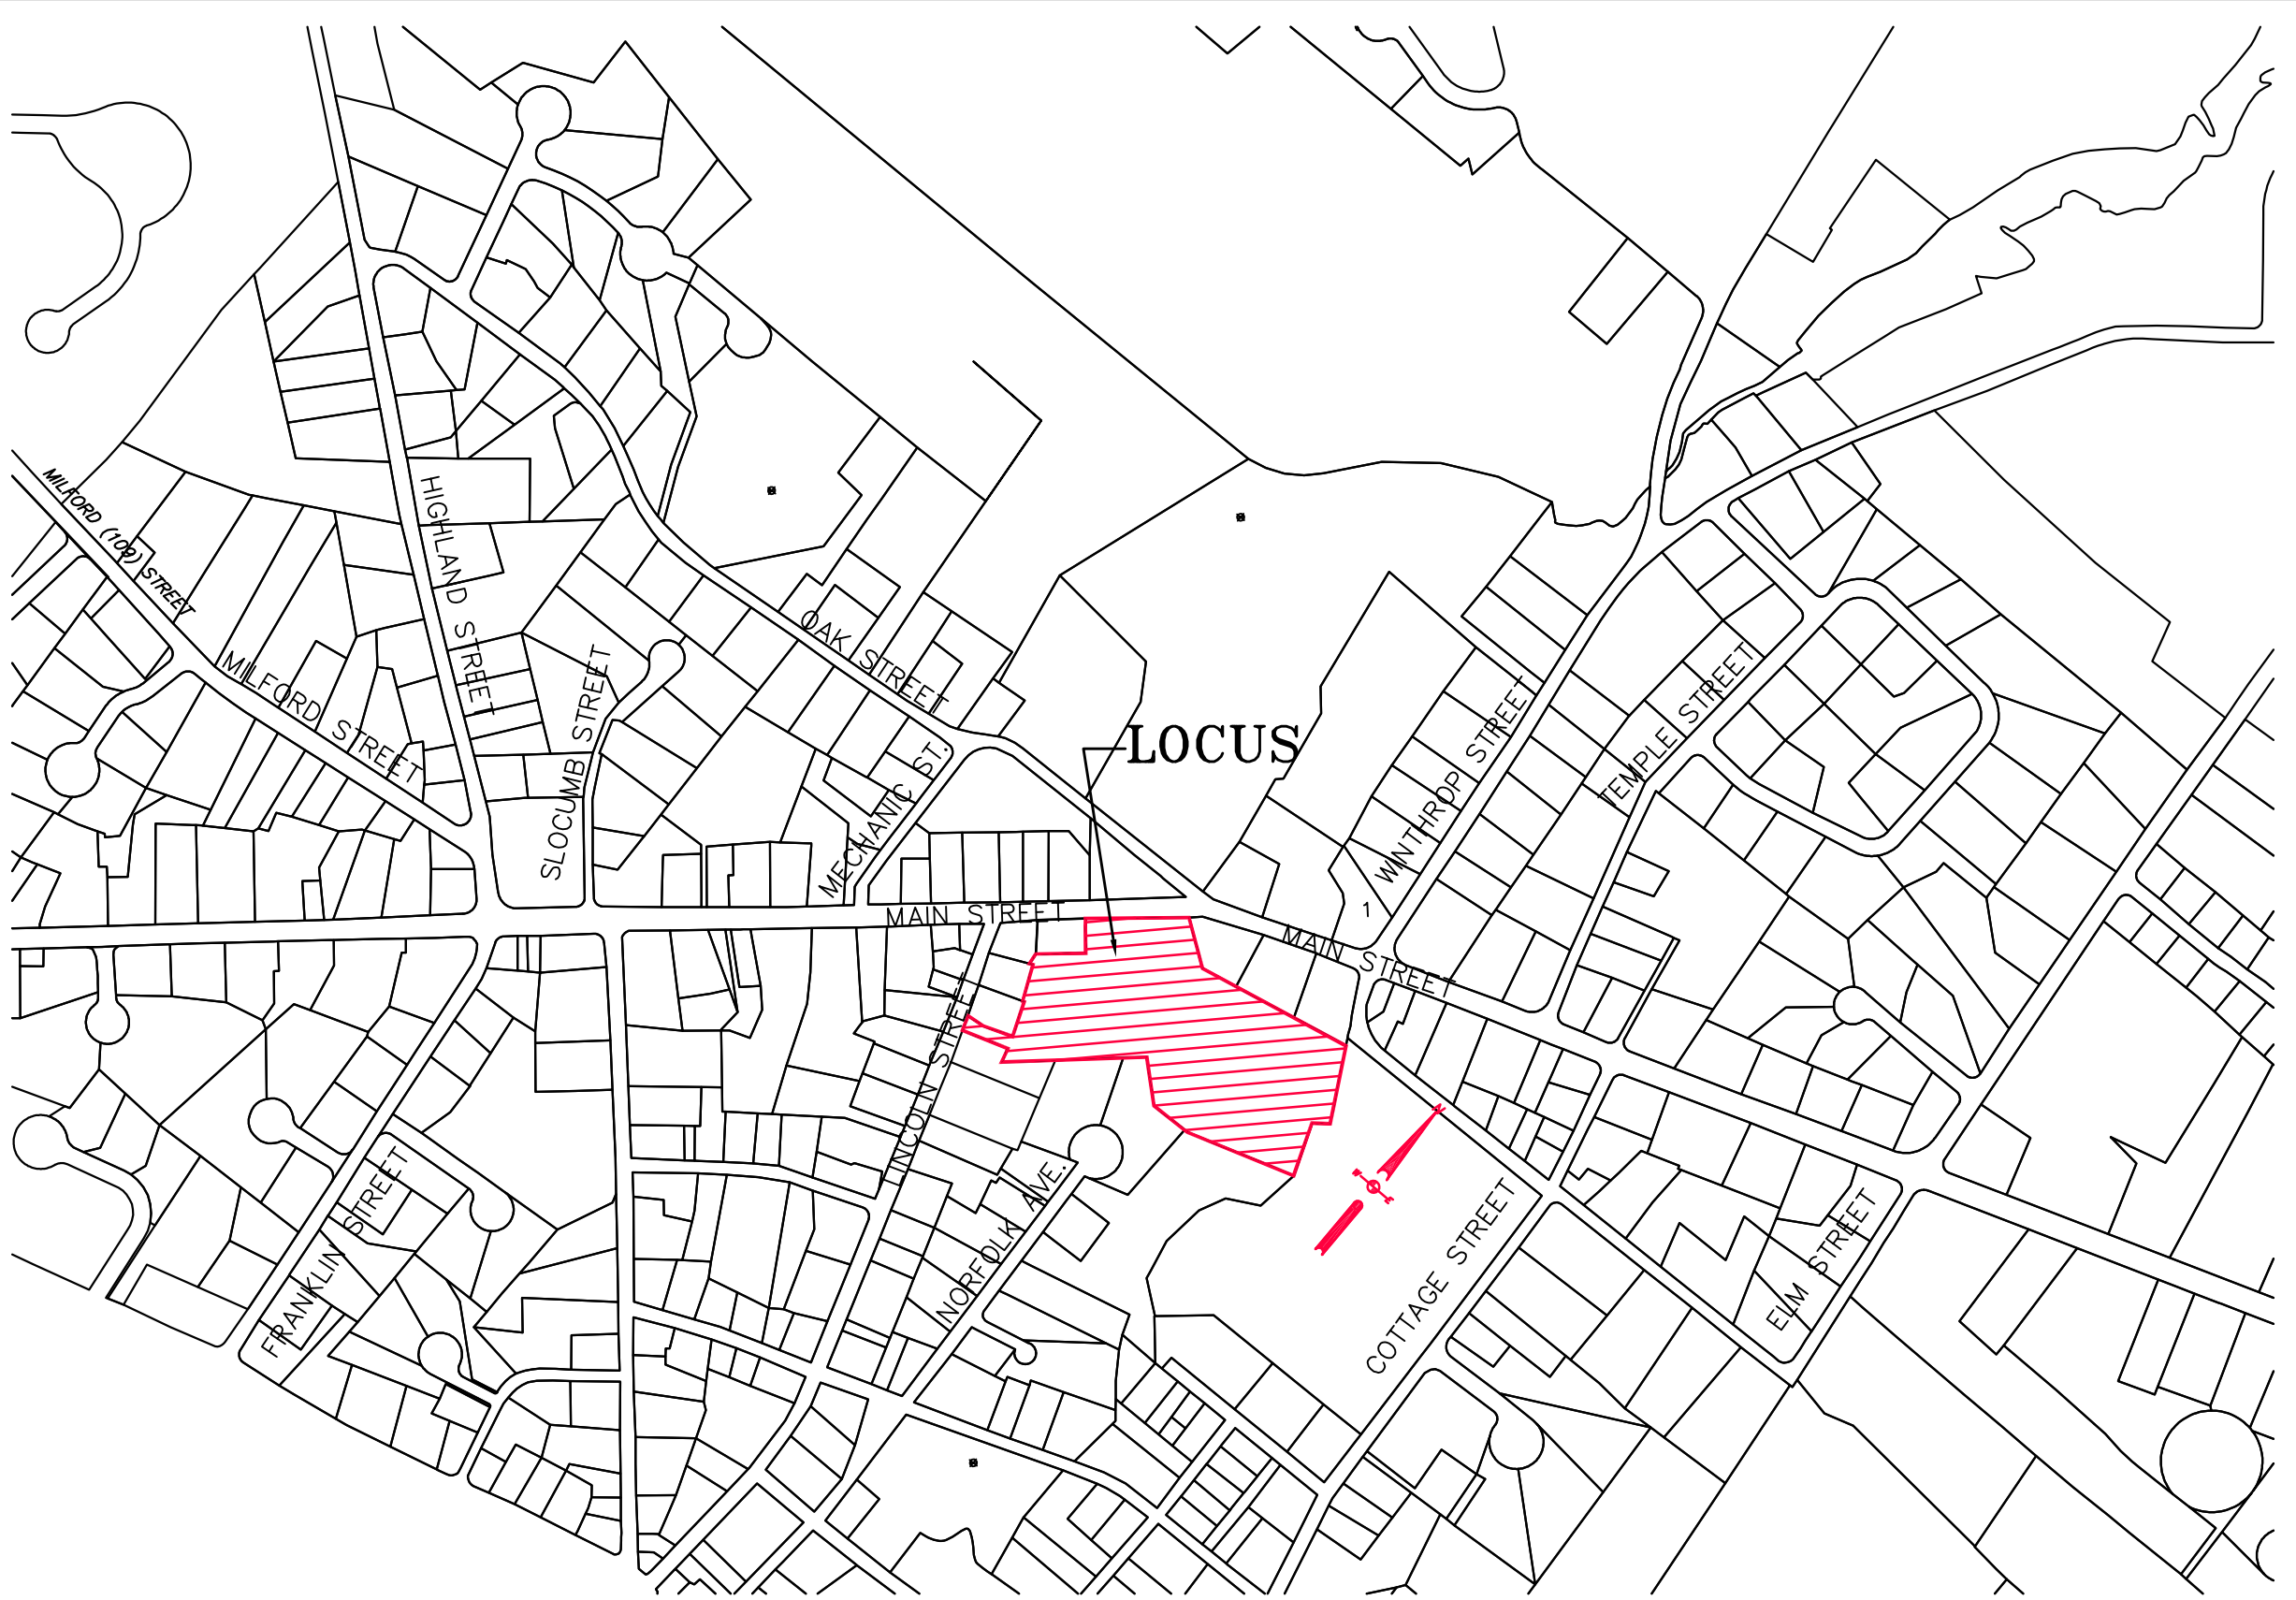 MILFORD (109) STREET
HIGHLAND STREET
MILFORD STREET
SLOCUMB STREET
OAK STREET
MECHANIC ST.
LOCUS
WINTHROP STREET
TEMPLE STREET
1
MAIN STREET
MAIN STREET
LINCOLN STREET
NORFOLK AVE.
FRANKLIN STREET
COTTAGE STREET
ELM STREET